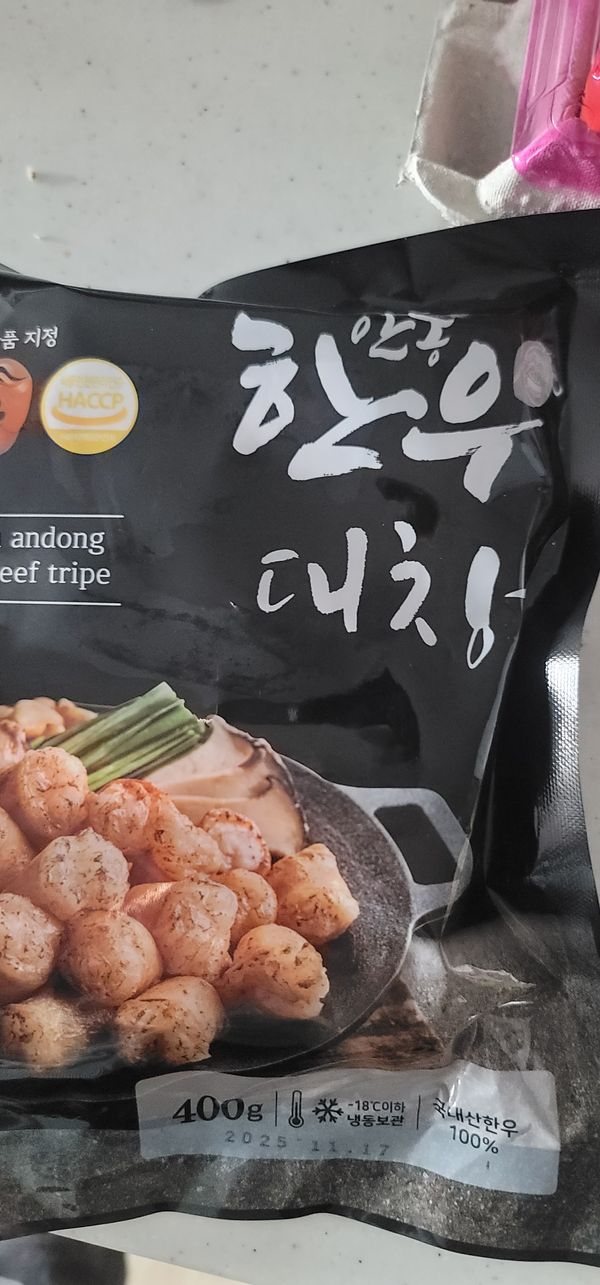 품 지정
HACCP
안동
한우
대창
andong
eef tripe
400g
-18℃이하
냉동보관
국내산한우
100%
2025 11.17